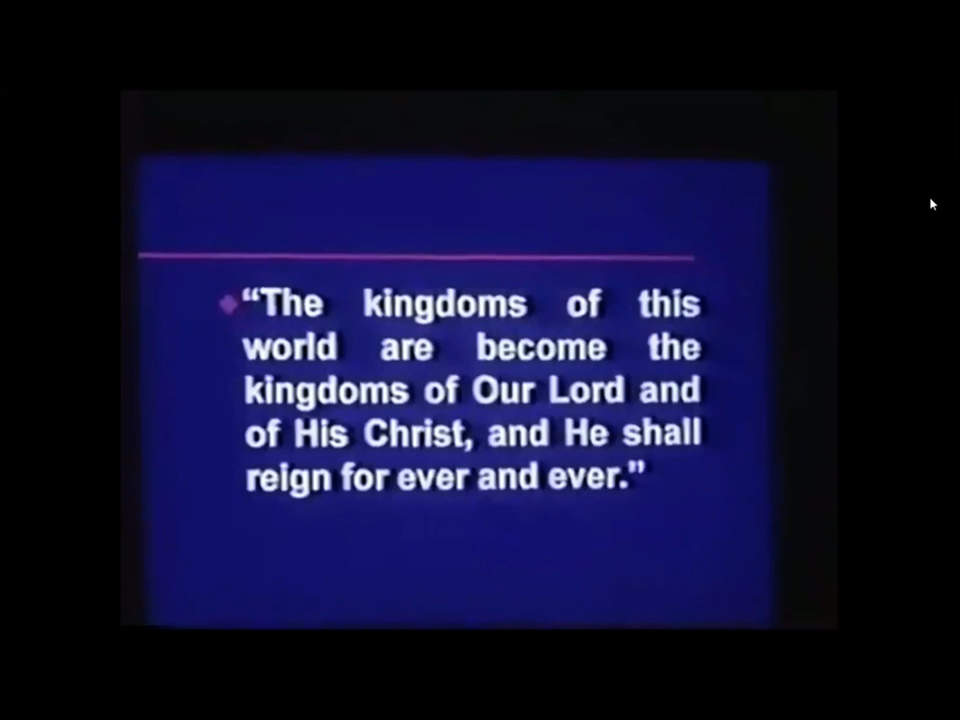 “The kingdoms of this
world are become the
kingdoms of Our Lord and
of His Christ, and He shall
reign for ever and ever.”